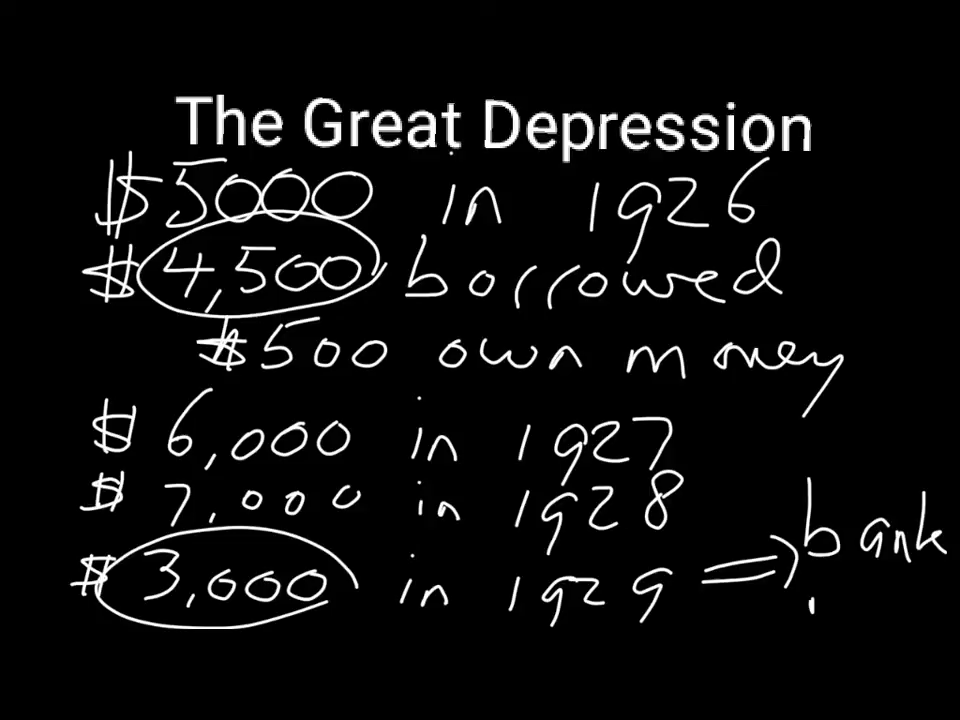 The Great Depression
$5000 in 1926
$4,500 borrowed
$500 own money
$6,000 in 1927
$7,000 in 1928
$3,000 in 1929 => bank